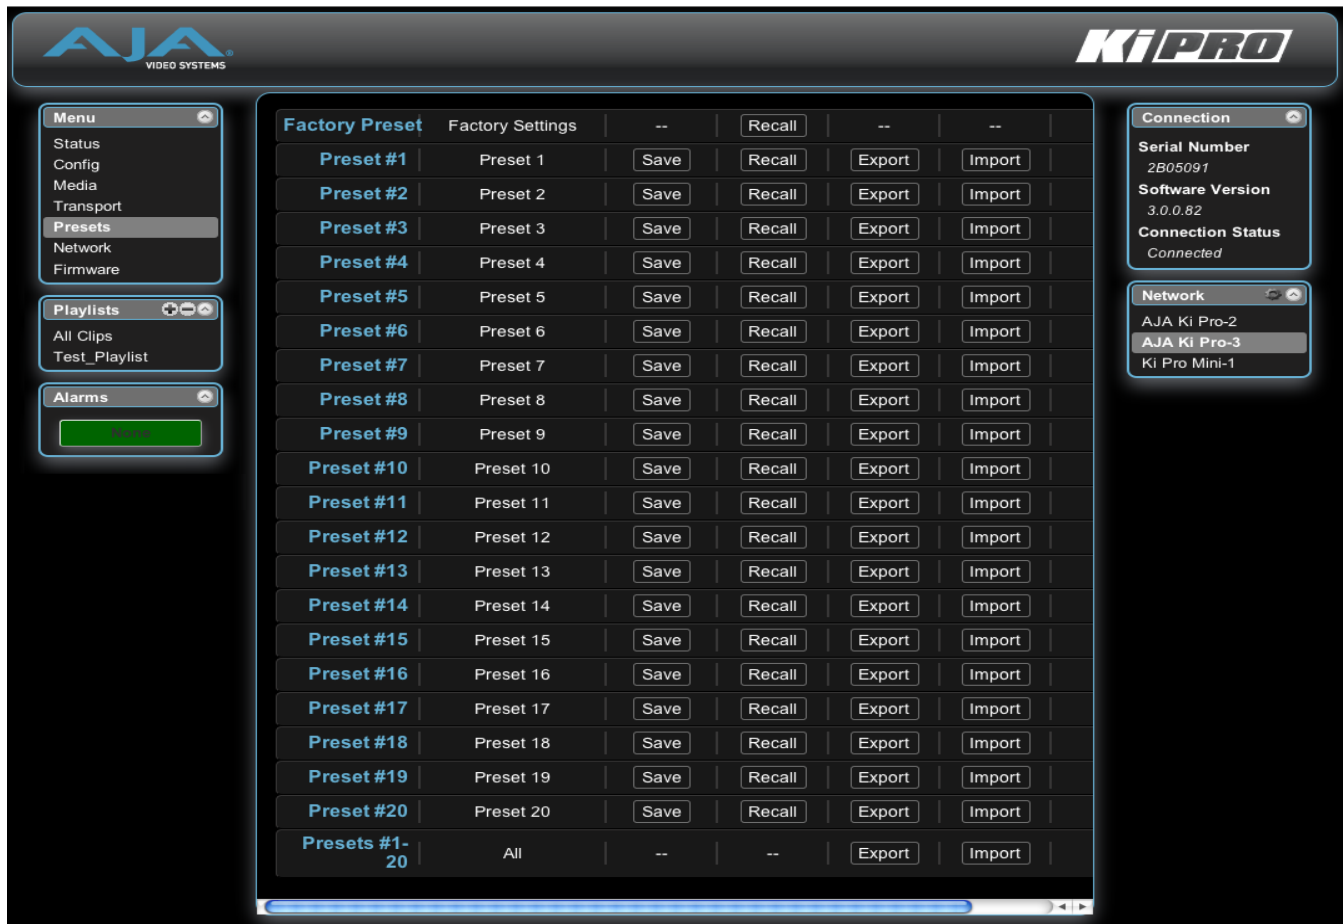 AJA®
VIDEO SYSTEMS
Ki PRO
Menu
Status
Config
Media
Transport
Presets
Network
Firmware
Playlists
All Clips
Test_Playlist
Alarms
None
Factory Preset Factory Settings -- Recall -- --
Preset #1 Preset 1 Save Recall Export Import
Preset #2 Preset 2 Save Recall Export Import
Preset #3 Preset 3 Save Recall Export Import
Preset #4 Preset 4 Save Recall Export Import
Preset #5 Preset 5 Save Recall Export Import
Preset #6 Preset 6 Save Recall Export Import
Preset #7 Preset 7 Save Recall Export Import
Preset #8 Preset 8 Save Recall Export Import
Preset #9 Preset 9 Save Recall Export Import
Preset #10 Preset 10 Save Recall Export Import
Preset #11 Preset 11 Save Recall Export Import
Preset #12 Preset 12 Save Recall Export Import
Preset #13 Preset 13 Save Recall Export Import
Preset #14 Preset 14 Save Recall Export Import
Preset #15 Preset 15 Save Recall Export Import
Preset #16 Preset 16 Save Recall Export Import
Preset #17 Preset 17 Save Recall Export Import
Preset #18 Preset 18 Save Recall Export Import
Preset #19 Preset 19 Save Recall Export Import
Preset #20 Preset 20 Save Recall Export Import
Presets #1-
20 All -- -- Export Import
Connection
Serial Number
2B05091
Software Version
3.0.0.82
Connection Status
Connected
Network
AJA Ki Pro-2
AJA Ki Pro-3
Ki Pro Mini-1